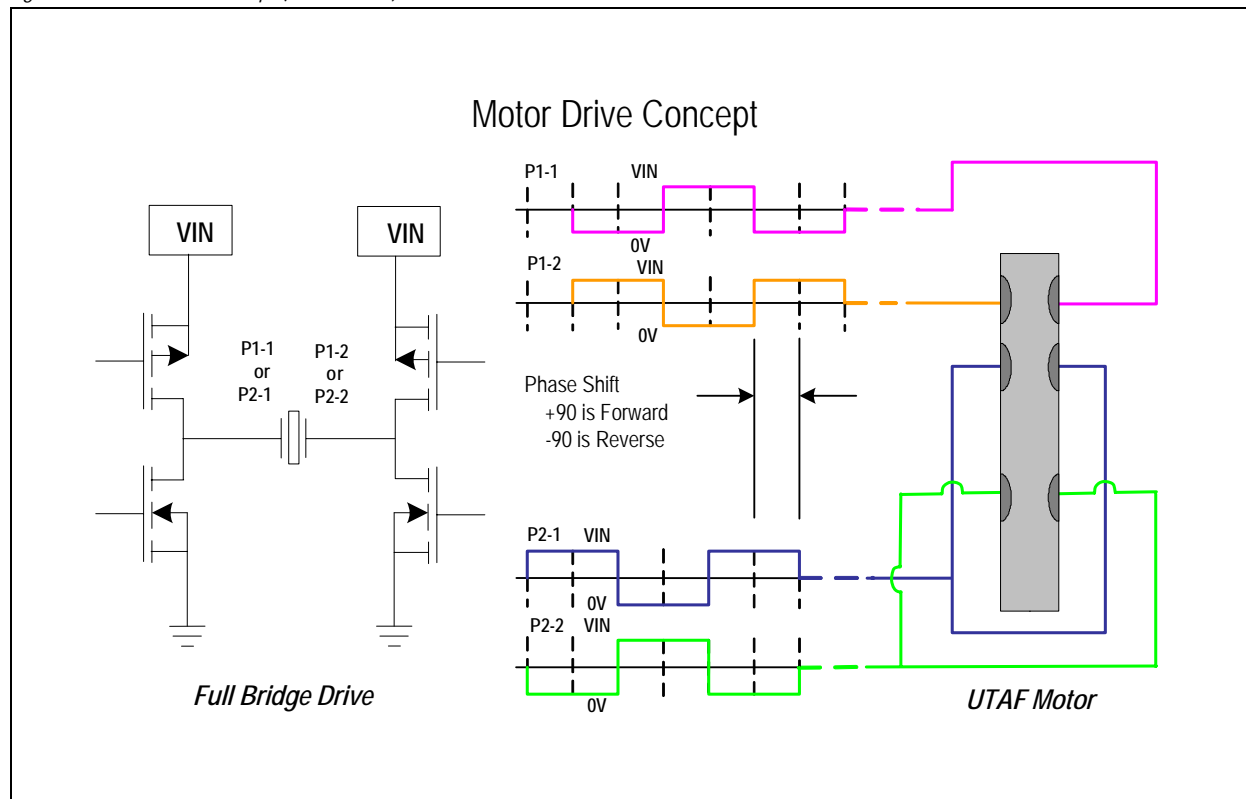 Motor Drive Concept
VIN
VIN
P1-1
or
P2-1
P1-2
or
P2-2
Full Bridge Drive
P1-1
VIN
0V
P1-2
VIN
0V
Phase Shift
+90 is Forward
-90 is Reverse
P2-1
VIN
0V
P2-2
VIN
0V
UTAF Motor